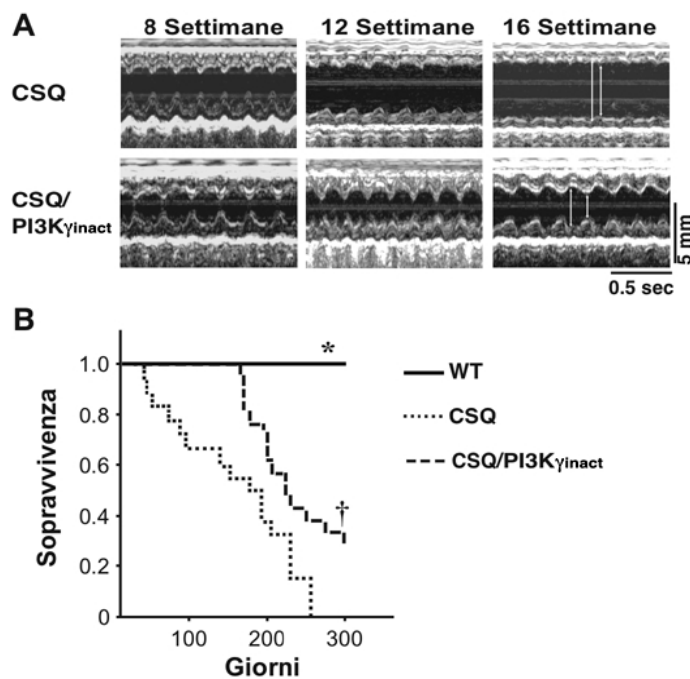 A
8 Settimane 12 Settimane 16 Settimane
CSQ
CSQ/
PI3Kγinact
5 mm
0.5 sec
B
*
1.0
0.8
0.6
0.4
0.2
0
†
Sopravvivenza
100 200 300
Giorni
WT
CSQ
CSQ/PI3Kγinact